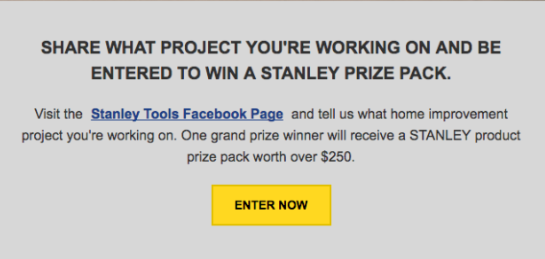 SHARE WHAT PROJECT YOU'RE WORKING ON AND BE
ENTERED TO WIN A STANLEY PRIZE PACK.
Visit the Stanley Tools Facebook Page and tell us what home improvement
project you're working on. One grand prize winner will receive a STANLEY product
prize pack worth over $250.
ENTER NOW